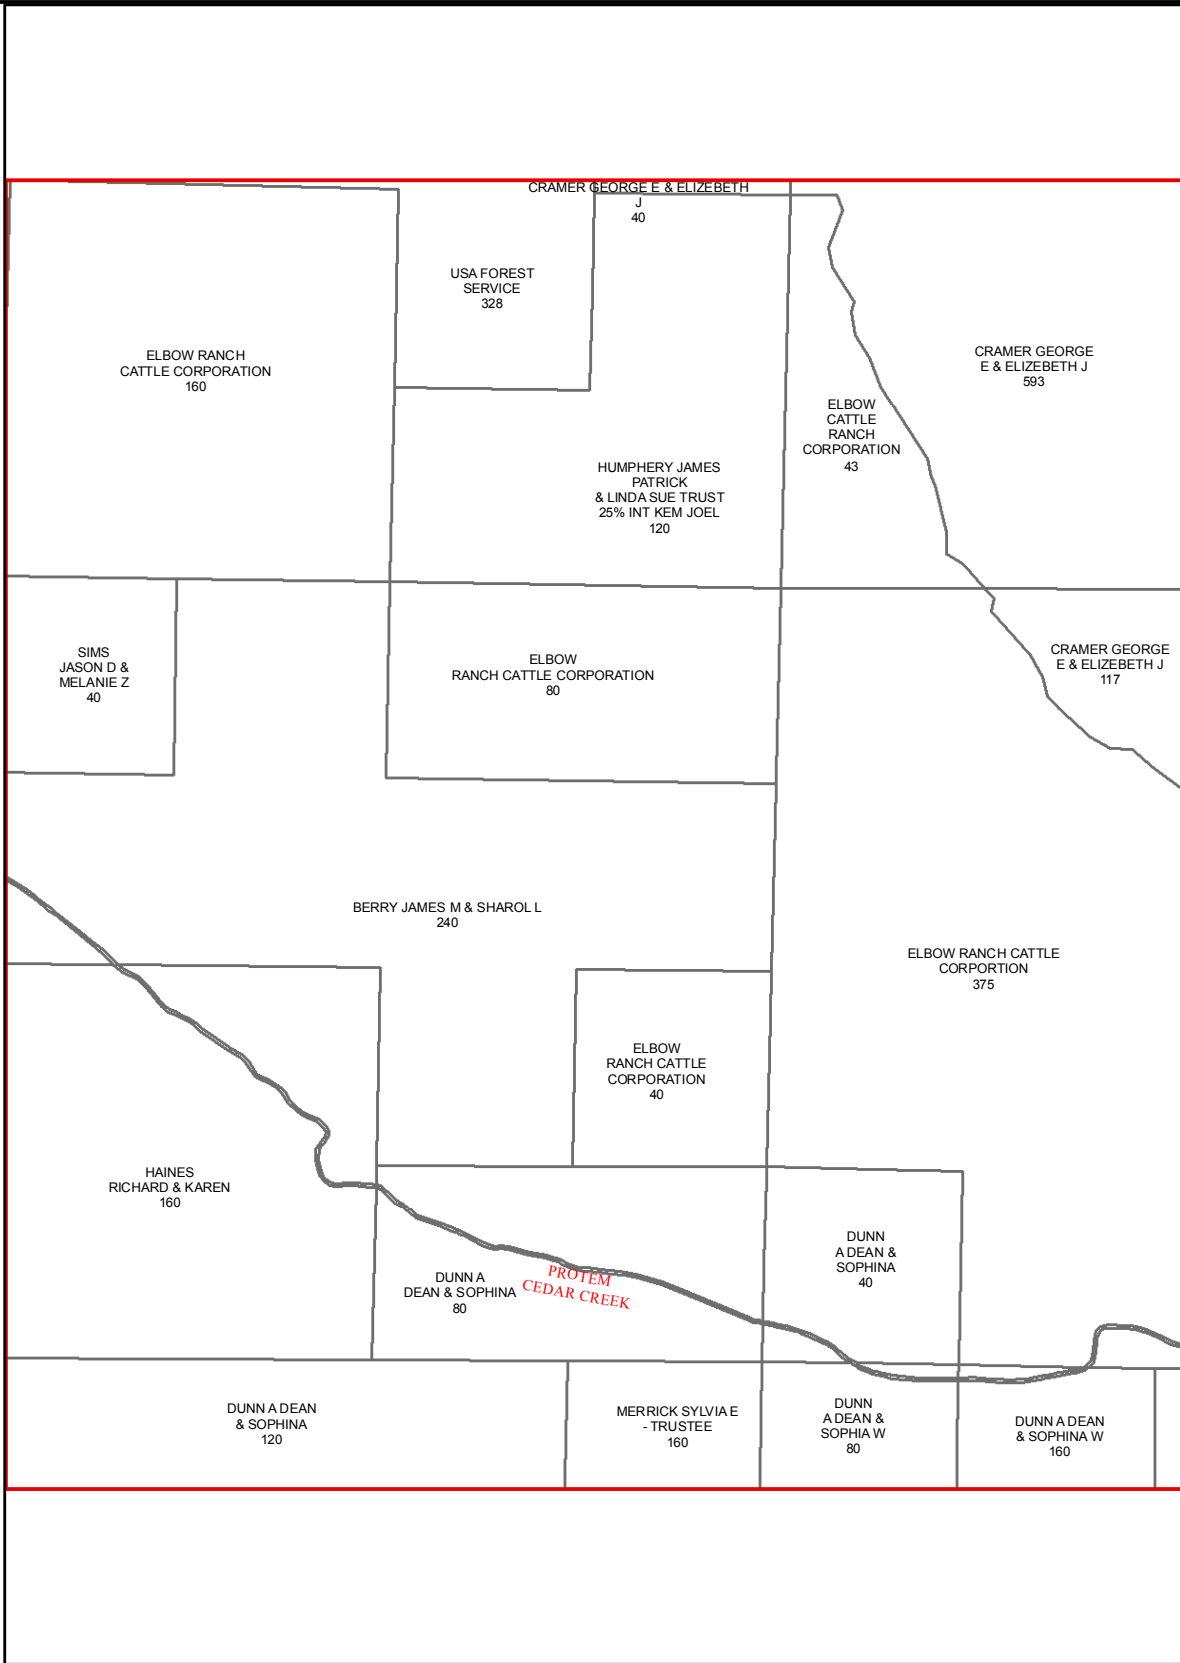 CRAMER GEORGE E & ELIZEBETH
J
40
USA FOREST
SERVICE
328
ELBOW RANCH
CATTLE CORPORATION
160
CRAMER GEORGE
E & ELIZEBETH J
593
ELBOW
CATTLE
RANCH
CORPORATION
43
HUMPHERY JAMES
PATRICK
& LINDA SUE TRUST
25% INT KEM JOEL
120
SIMS
JASON D &
MELANIE Z
40
ELBOW
RANCH CATTLE CORPORATION
80
CRAMER GEORGE
E & ELIZEBETH J
117
BERRY JAMES M & SHAROL L
240
ELBOW RANCH CATTLE
CORPORTION
375
ELBOW
RANCH CATTLE
CORPORATION
40
HAINES
RICHARD & KAREN
160
DUNN
A DEAN &
SOPHINA
40
DUNN A
DEAN & SOPHINA
80
PROTEM
CEDAR CREEK
DUNN A DEAN
& SOPHINA
120
MERRICK SYLVIA E
- TRUSTEE
160
DUNN
A DEAN &
SOPHIA W
80
DUNN A DEAN
& SOPHINA W
160